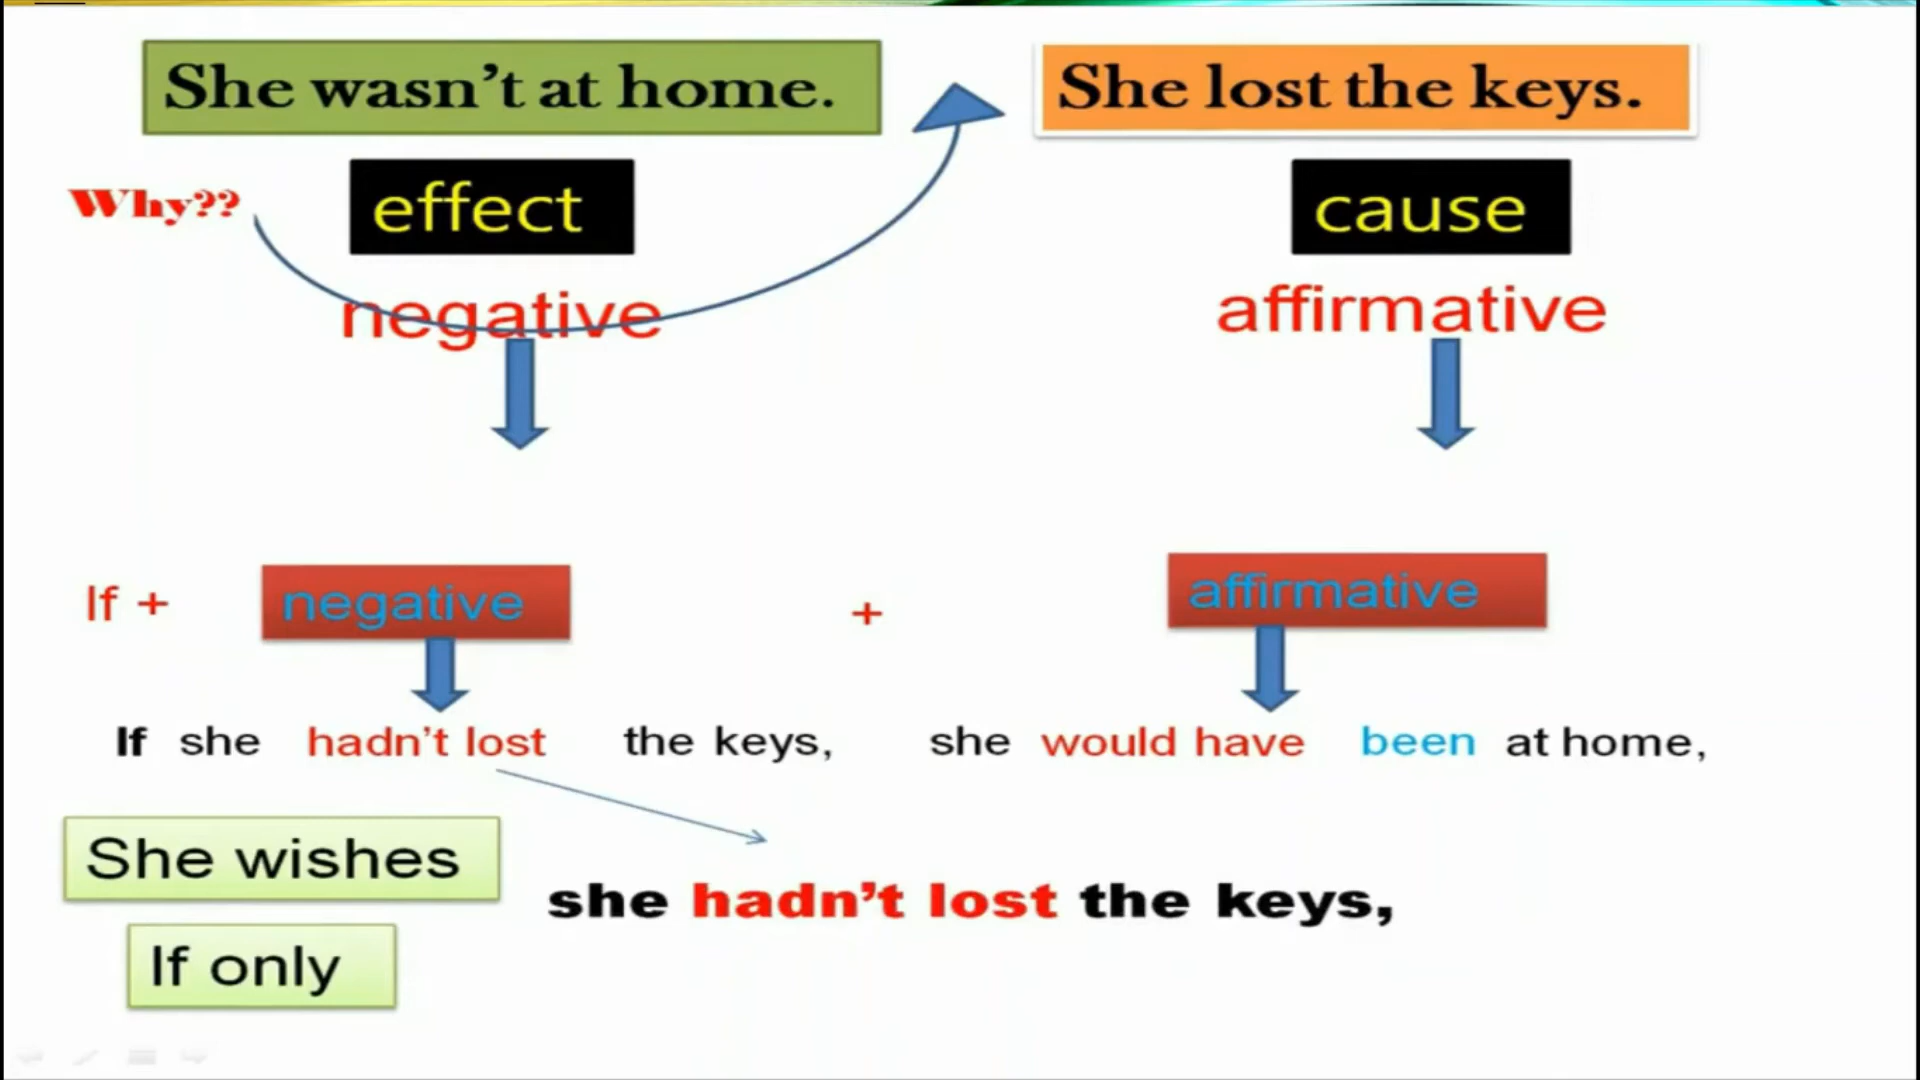 She wasn't at home.
She lost the keys.
Why??
effect
cause
negative
affirmative
If +
negative
+
affirmative
If she hadn't lost the keys, she would have been at home,
She wishes
she hadn't lost the keys,
If only